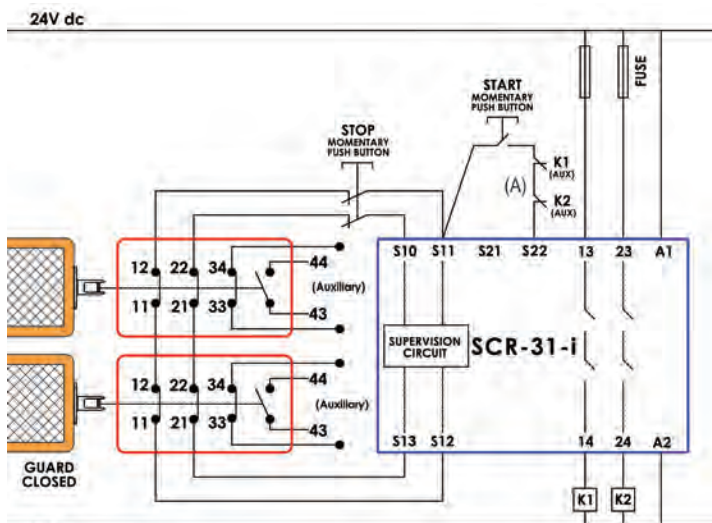 24V dc
START
MOMENTARY
PUSH BUTTON
FUSE
STOP
MOMENTARY
PUSH BUTTON
K1
(AUX)
(A)
K2
(AUX)
12 22 34 44
(Auxiliary)
11 21 33 43
S10 S11 S21 S22 13 23 A1
SUPERVISION
CIRCUIT
SCR-31-i
12 22 34 44
(Auxiliary)
11 21 33 43
S13 S12 14 24 A2
GUARD
CLOSED
K1 K2